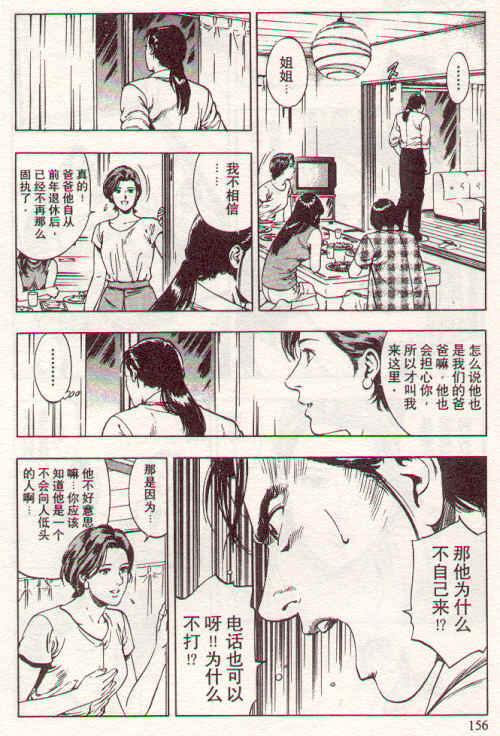 ………
姐姐…
我不相信
……
真的！
爸爸他自从
前年退休后，
已经不再那么
固执了．
怎么说他也
是我们的爸
爸嘛．他也
会担心你，
所以才叫我
来这里．
………
那他为什么
不自己来!?
电话也可以
呀!!为什么
不打!?
那是因为…
他不好意思
嘛…你应该
知道他是一个
不会向人低头
的人啊…
156